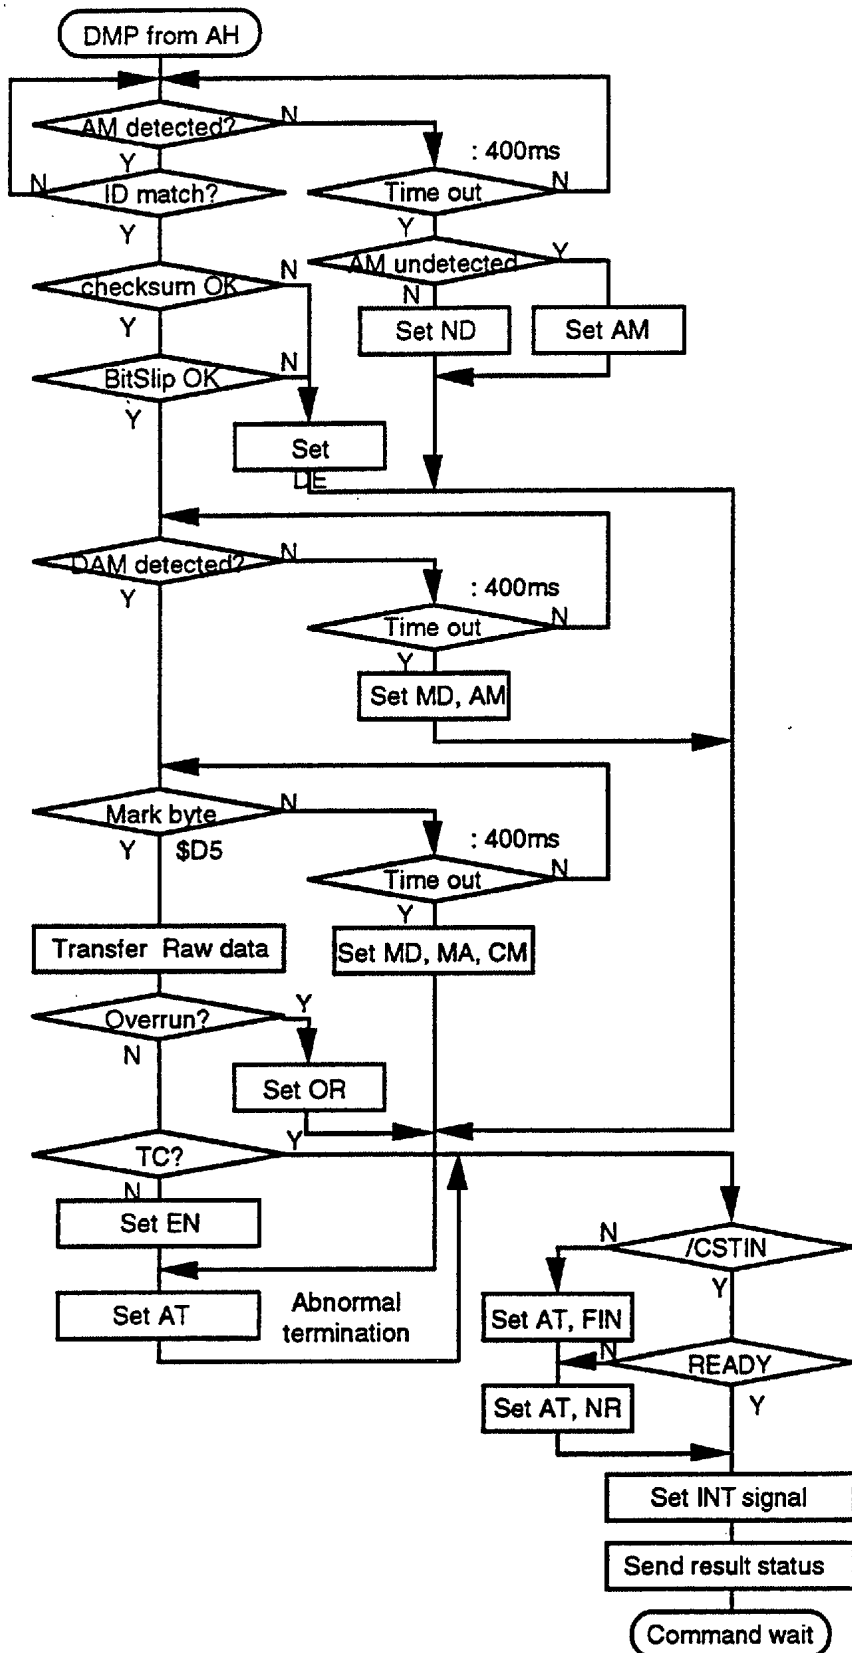 DMP from AH
AM detected?
N
: 400ms
Y
N
ID match?
Time out
N
Y
Y
AM undetected
Y
checksum OK
N
N
Set ND
Set AM
Y
BitSlip OK
N
Y
Set
DE
DAM detected?
N
: 400ms
Y
Time out
N
Y
Set MD, AM
Mark byte
N
: 400ms
Y
$D5
Time out
N
Y
Transfer Raw data
Set MD, MA, CM
Overrun?
Y
N
Set OR
Y
TC?
N
Set EN
N
/CSTIN
Y
Set AT
Abnormal
termination
Set AT, FIN
N
READY
Set AT, NR
Y
Set INT signal
Send result status
Command wait